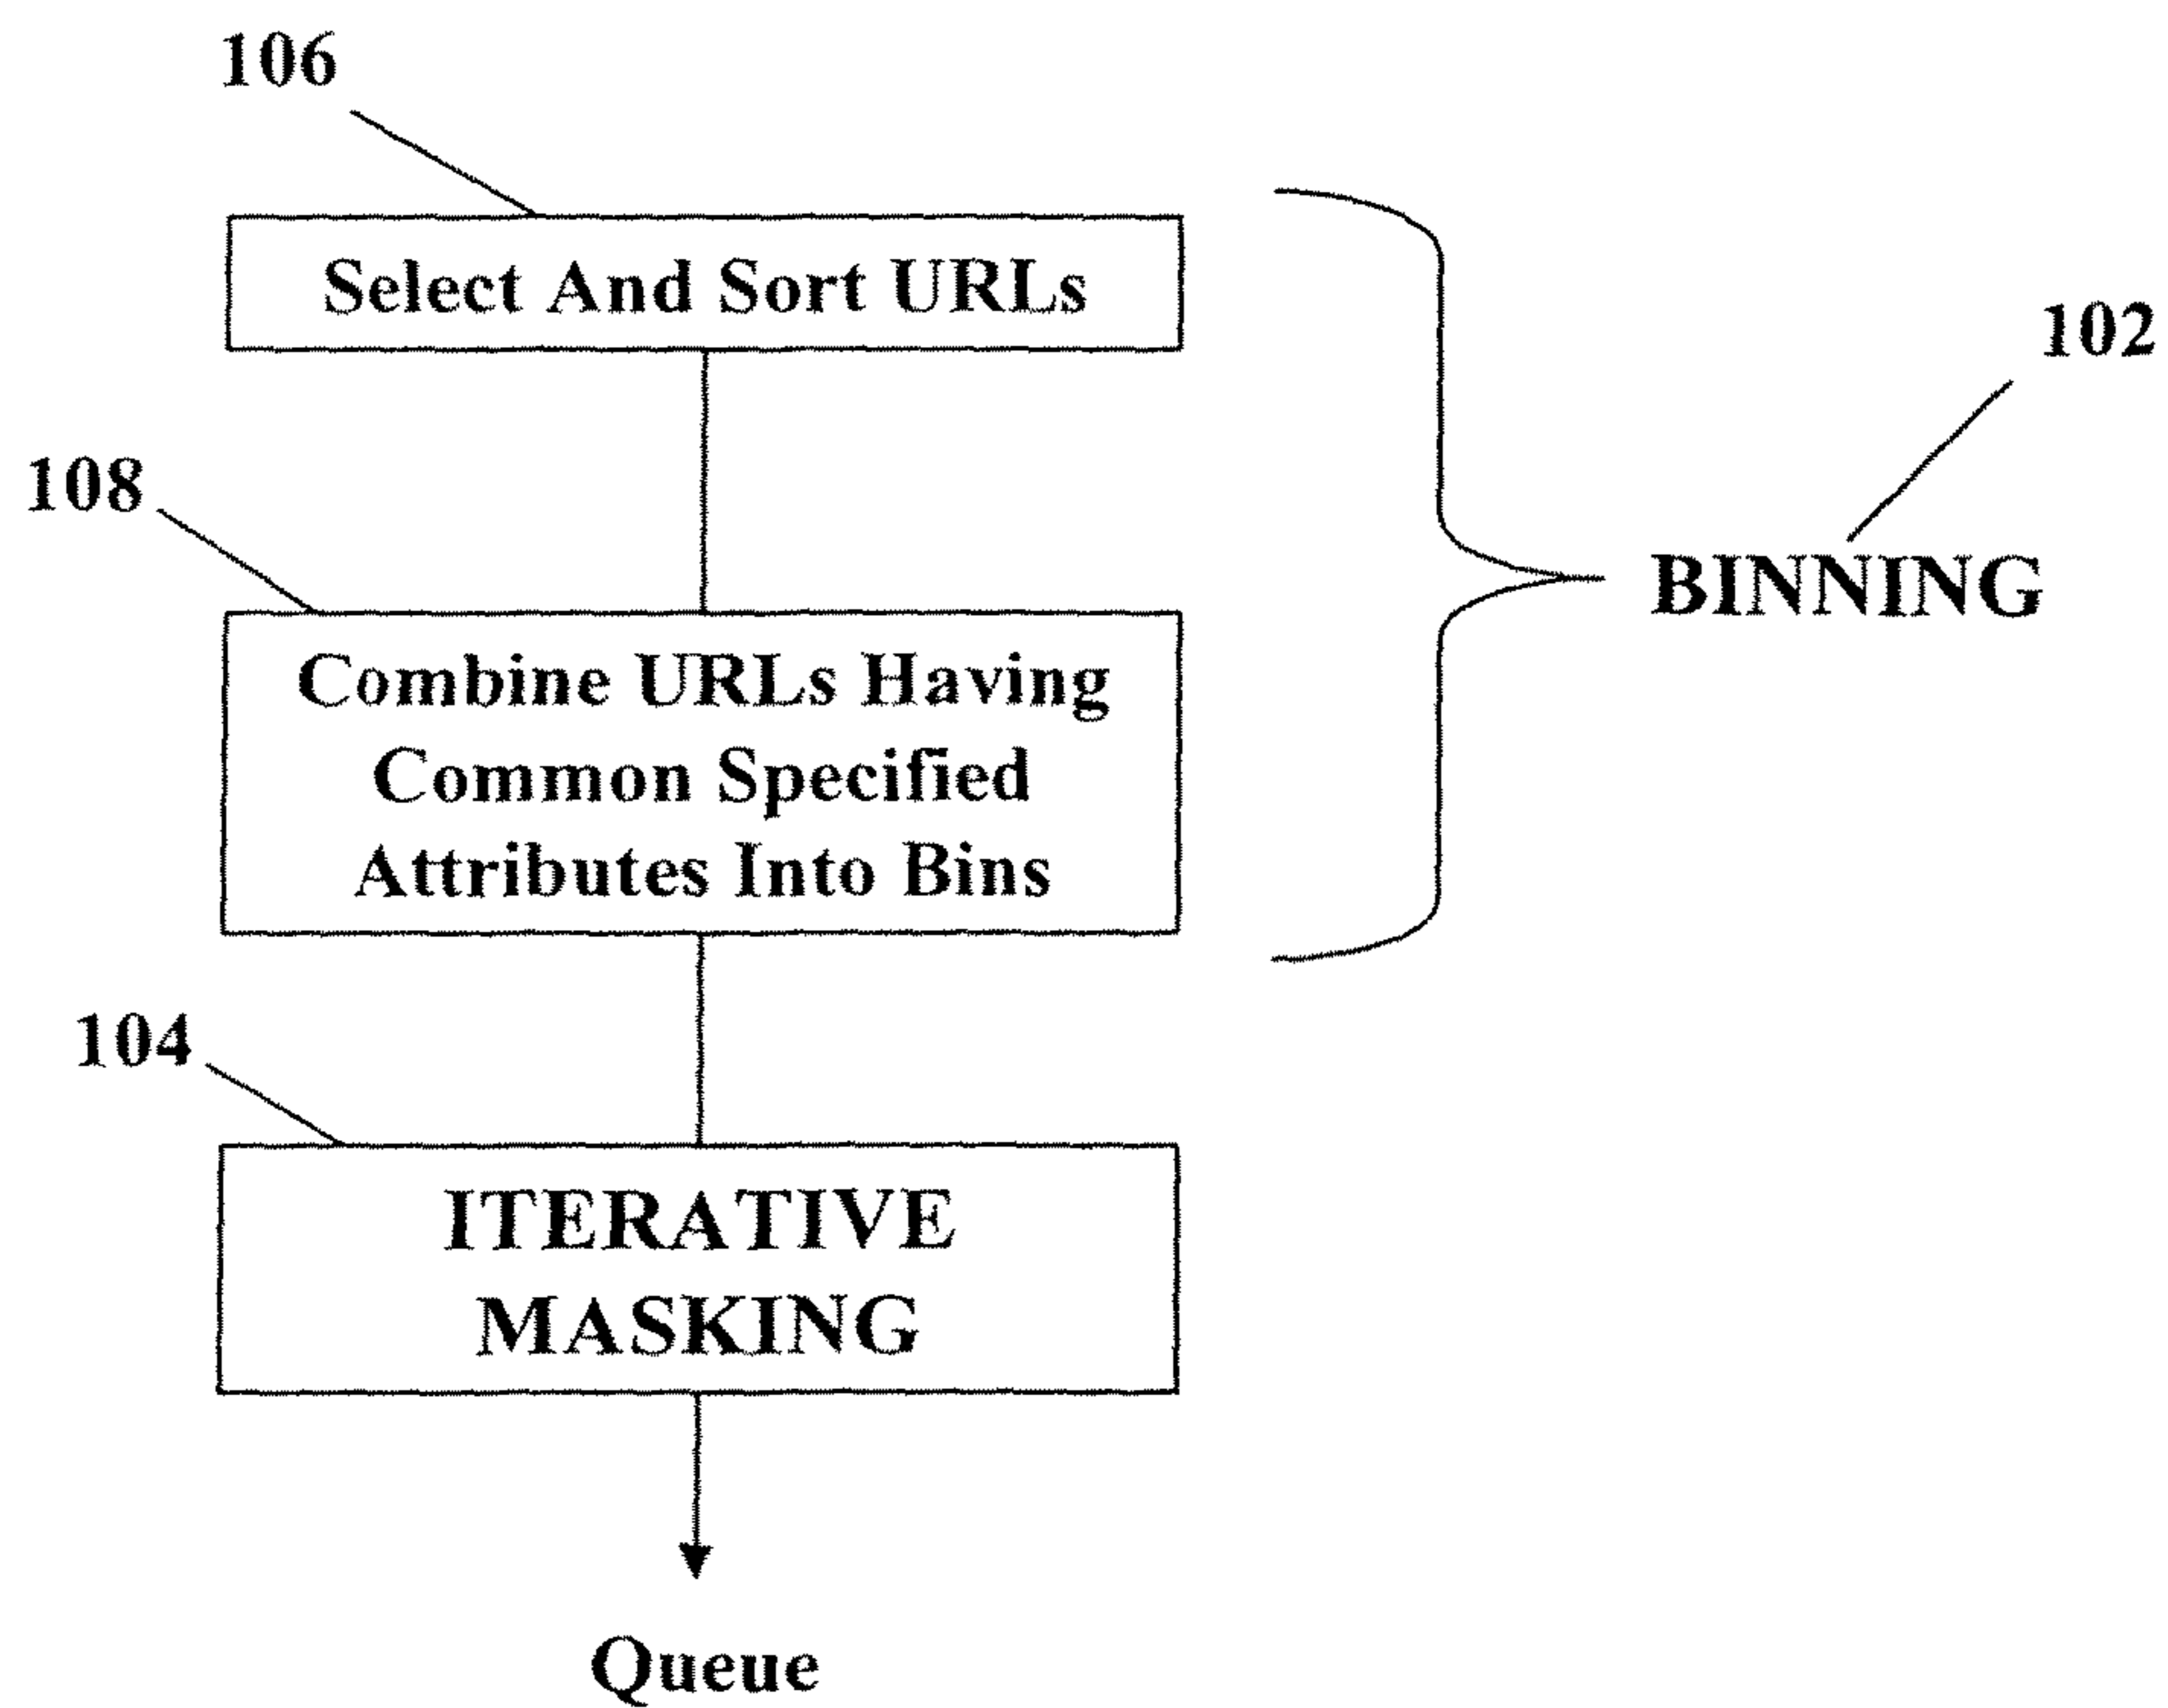 106
Select And Sort URLs
102
108
BINNING
Combine URLs Having
Common Specified
Attributes Into Bins
104
ITERATIVE
MASKING
Queue